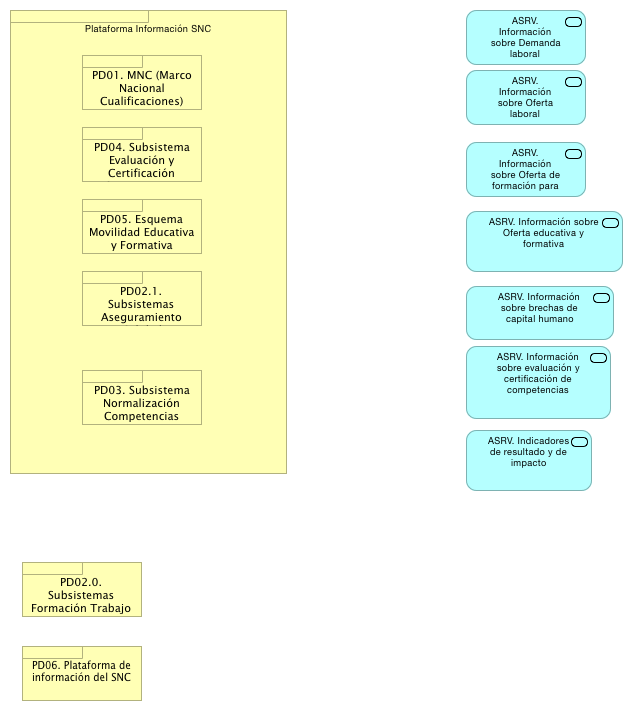 Plataforma Información SNC
PD01. MNC (Marco
Nacional
Cualificaciones)
PD04. Subsistema
Evaluación y
Certificación
PD05. Esquema
Movilidad Educativa
y Formativa
PD02.1.
Subsistemas
Aseguramiento
PD03. Subsistema
Normalización
Competencias
PD02.0.
Subsistemas
Formación Trabajo
PD06. Plataforma de
información del SNC
ASRV.
Información
sobre Demanda
laboral
ASRV.
Información
sobre Oferta
laboral
ASRV.
Información
sobre Oferta de
formación para
ASRV. Información sobre
Oferta educativa y
formativa
ASRV. Información
sobre brechas de
capital humano
ASRV. Información
sobre evaluación y
certificación de
competencias
ASRV. Indicadores
de resultado y de
impacto